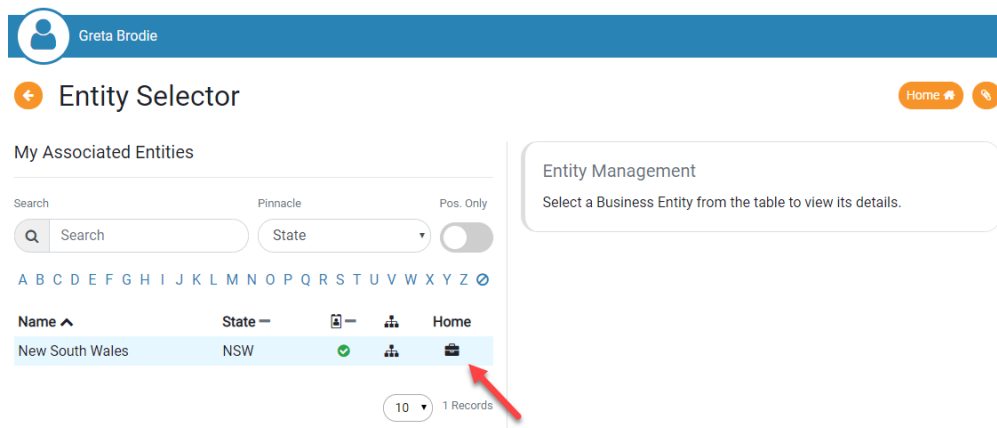 Greta Brodie
Entity Selector
Home
My Associated Entities
Search
Pinnacle
Pos. Only
Search
State
A B C D E F G H I J K L M N O P Q R S T U V W X Y Z
Name
State
Home
New South Wales
NSW
10
1 Records
Entity Management
Select a Business Entity from the table to view its details.